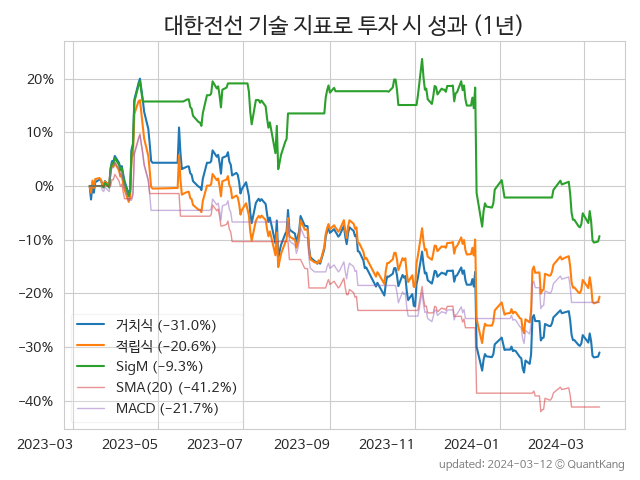 대한전선 기술 지표로 투자 시 성과 (1년)
20%
10%
0%
−10%
−20%
−30%
−40%
거치식 (−31.0%)
적립식 (−20.6%)
SigM (−9.3%)
SMA(20) (−41.2%)
MACD (−21.7%)
2023−03 2023−05 2023−07 2023−09 2023−11 2024−01 2024−03
updated: 2024−03−12 © QuantKang